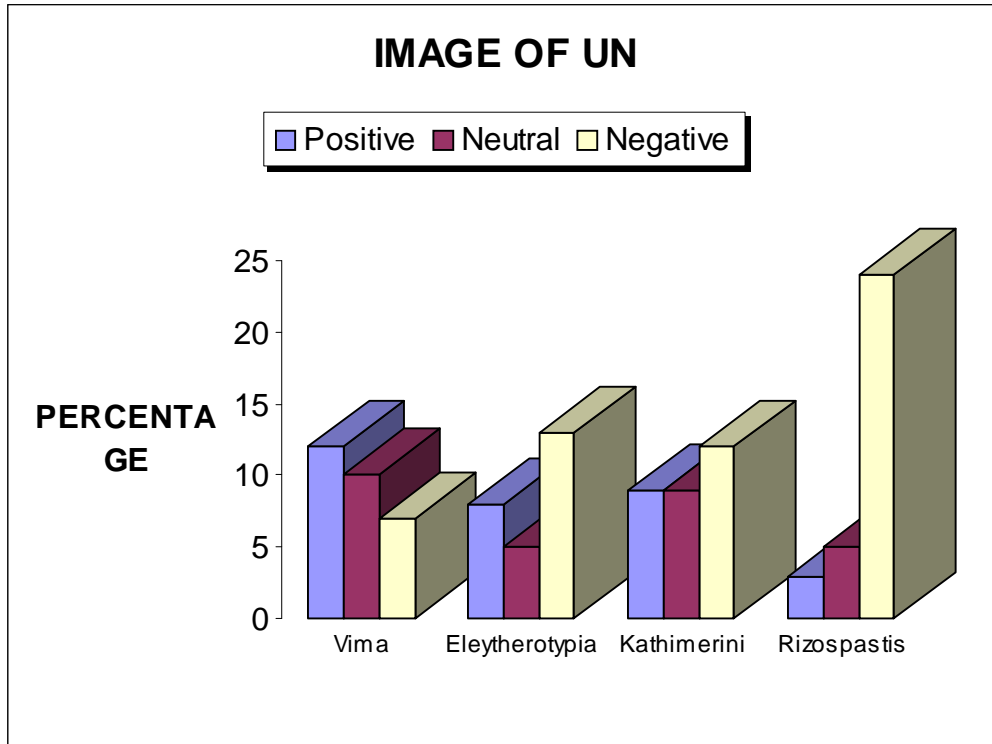 IMAGE OF UN
Positive Neutral Negative
25
20
15
10
5
0
PERCENTA
GE
Vima Eleytherotypia Kathimerini Rizospastis